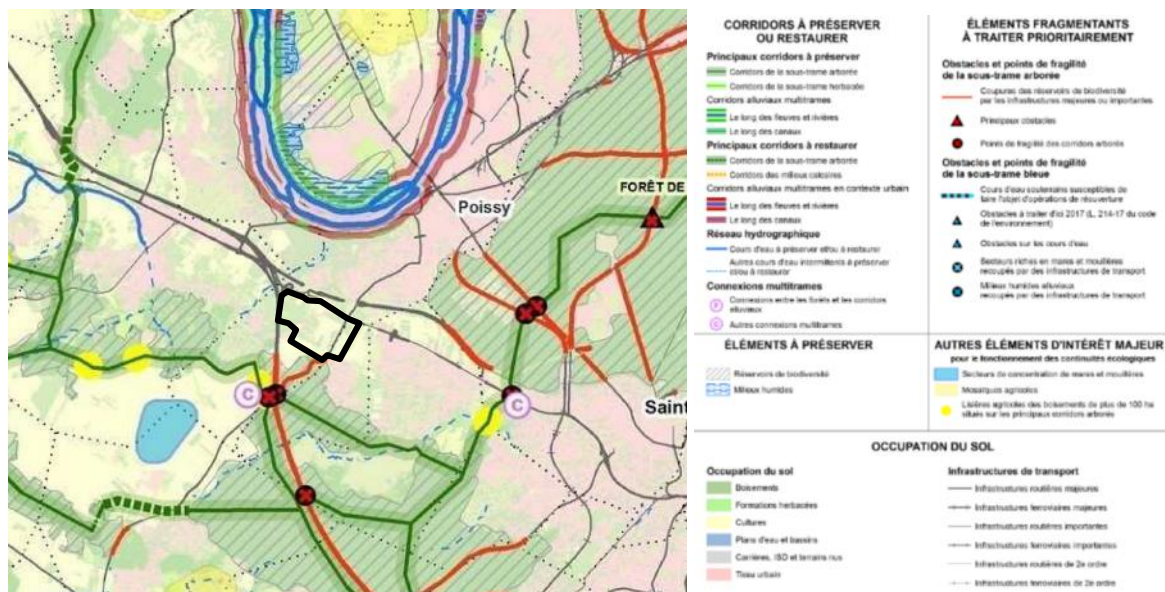 Poissy
FORÊT DE
Saint
C
C
CORRIDORS À PRÉSERVER
OU RESTAURER
Principaux corridors à préserver
Corridors de la sous-trame arborée
Corridors de la sous-trame herbacée
Corridors alluviaux multitrames
Le long des fleuves et rivières
Le long des canaux
Principaux corridors à restaurer
Corridors de la sous-trame arborée
Corridors des milieux calcaires
Corridors alluviaux multitrames en contexte urbain
Le long des fleuves et rivières
Le long des canaux
Réseau hydrographique
Cours d'eau à préserver et/ou à restaurer
Autres cours d'eau intermittents à préserver
et/ou à restaurer
Connexions multitrames
Connexions entre les forêts et les corridors
alluviaux
C
Autres connexions multitrames
ÉLÉMENTS FRAGMENTANTS
À TRAITER PRIORITAIREMENT
Obstacles et points de fragilité
de la sous-trame arborée
Coupures des réservoirs de biodiversité
par les infrastructures majeures ou importantes
Principaux obstacles
Points de fragilité des corridors arborés
Obstacles et points de fragilité
de la sous-trame bleue
Cours d'eau souterrains susceptibles de
faire l'objet d'opérations de réouverture
Obstacles à traiter d'ici 2017 (L. 214-17 du code
de l'environnement)
Obstacles sur les cours d'eau
Secteurs riches en mares et mouillères
recoupés par des infrastructures de transport
Milieux humides alluviaux
recoupés par des infrastructures de transport
ÉLÉMENTS À PRÉSERVER
Réservoirs de biodiversité
Milieux humides
AUTRES ÉLÉMENTS D'INTÉRÊT MAJEUR
pour le fonctionnement des continuités écologiques
Secteurs de concentration de mares et mouillères
Mosaïques agricoles
Lisières agricoles des boisements de plus de 100 ha
situés sur les principaux corridors arborés
OCCUPATION DU SOL
Occupation du sol
Boisements
Formations herbacées
Cultures
Plans d'eau et bassins
Carrières, ISD et terrains nus
Tissu urbain
Infrastructures de transport
Infrastructures routières majeures
Infrastructures ferroviaires majeures
Infrastructures routières importantes
Infrastructures ferroviaires importantes
Infrastructures routières de 2e ordre
Infrastructures ferroviaires de 2e ordre